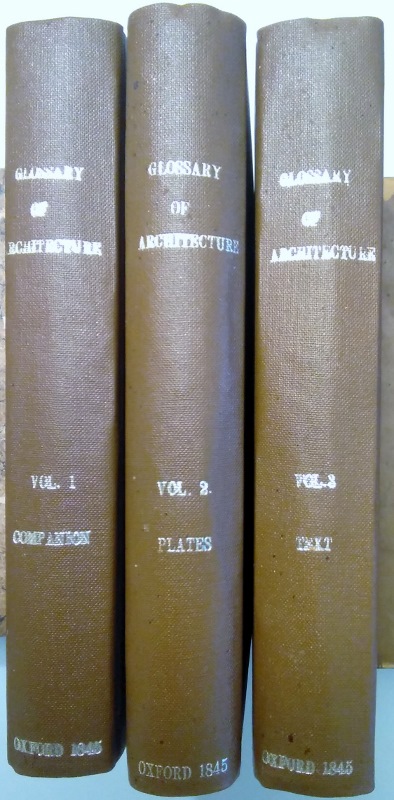 GLOSSARY
OF
ARCHITECTURE
VOL. 1
COMPANION
OXFORD 1845
GLOSSARY
OF
ARCHITECTURE
VOL. 2.
PLATES
OXFORD 1845
GLOSSARY
OF
ARCHITECTURE
VOL.3
TEXT
OXFORD 1845